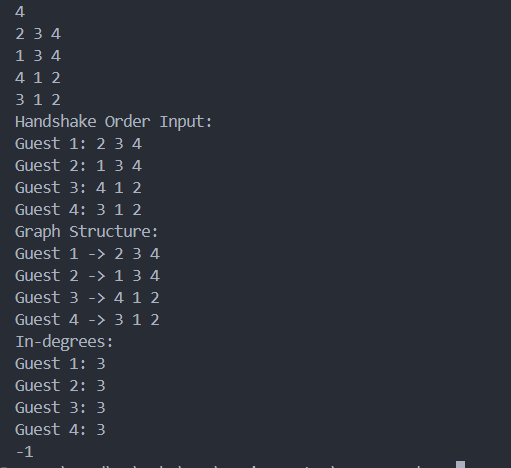 4
2 3 4
1 3 4
4 1 2
3 1 2
Handshake Order Input:
Guest 1: 2 3 4
Guest 2: 1 3 4
Guest 3: 4 1 2
Guest 4: 3 1 2
Graph Structure:
Guest 1 -> 2 3 4
Guest 2 -> 1 3 4
Guest 3 -> 4 1 2
Guest 4 -> 3 1 2
In-degrees:
Guest 1: 3
Guest 2: 3
Guest 3: 3
Guest 4: 3
-1